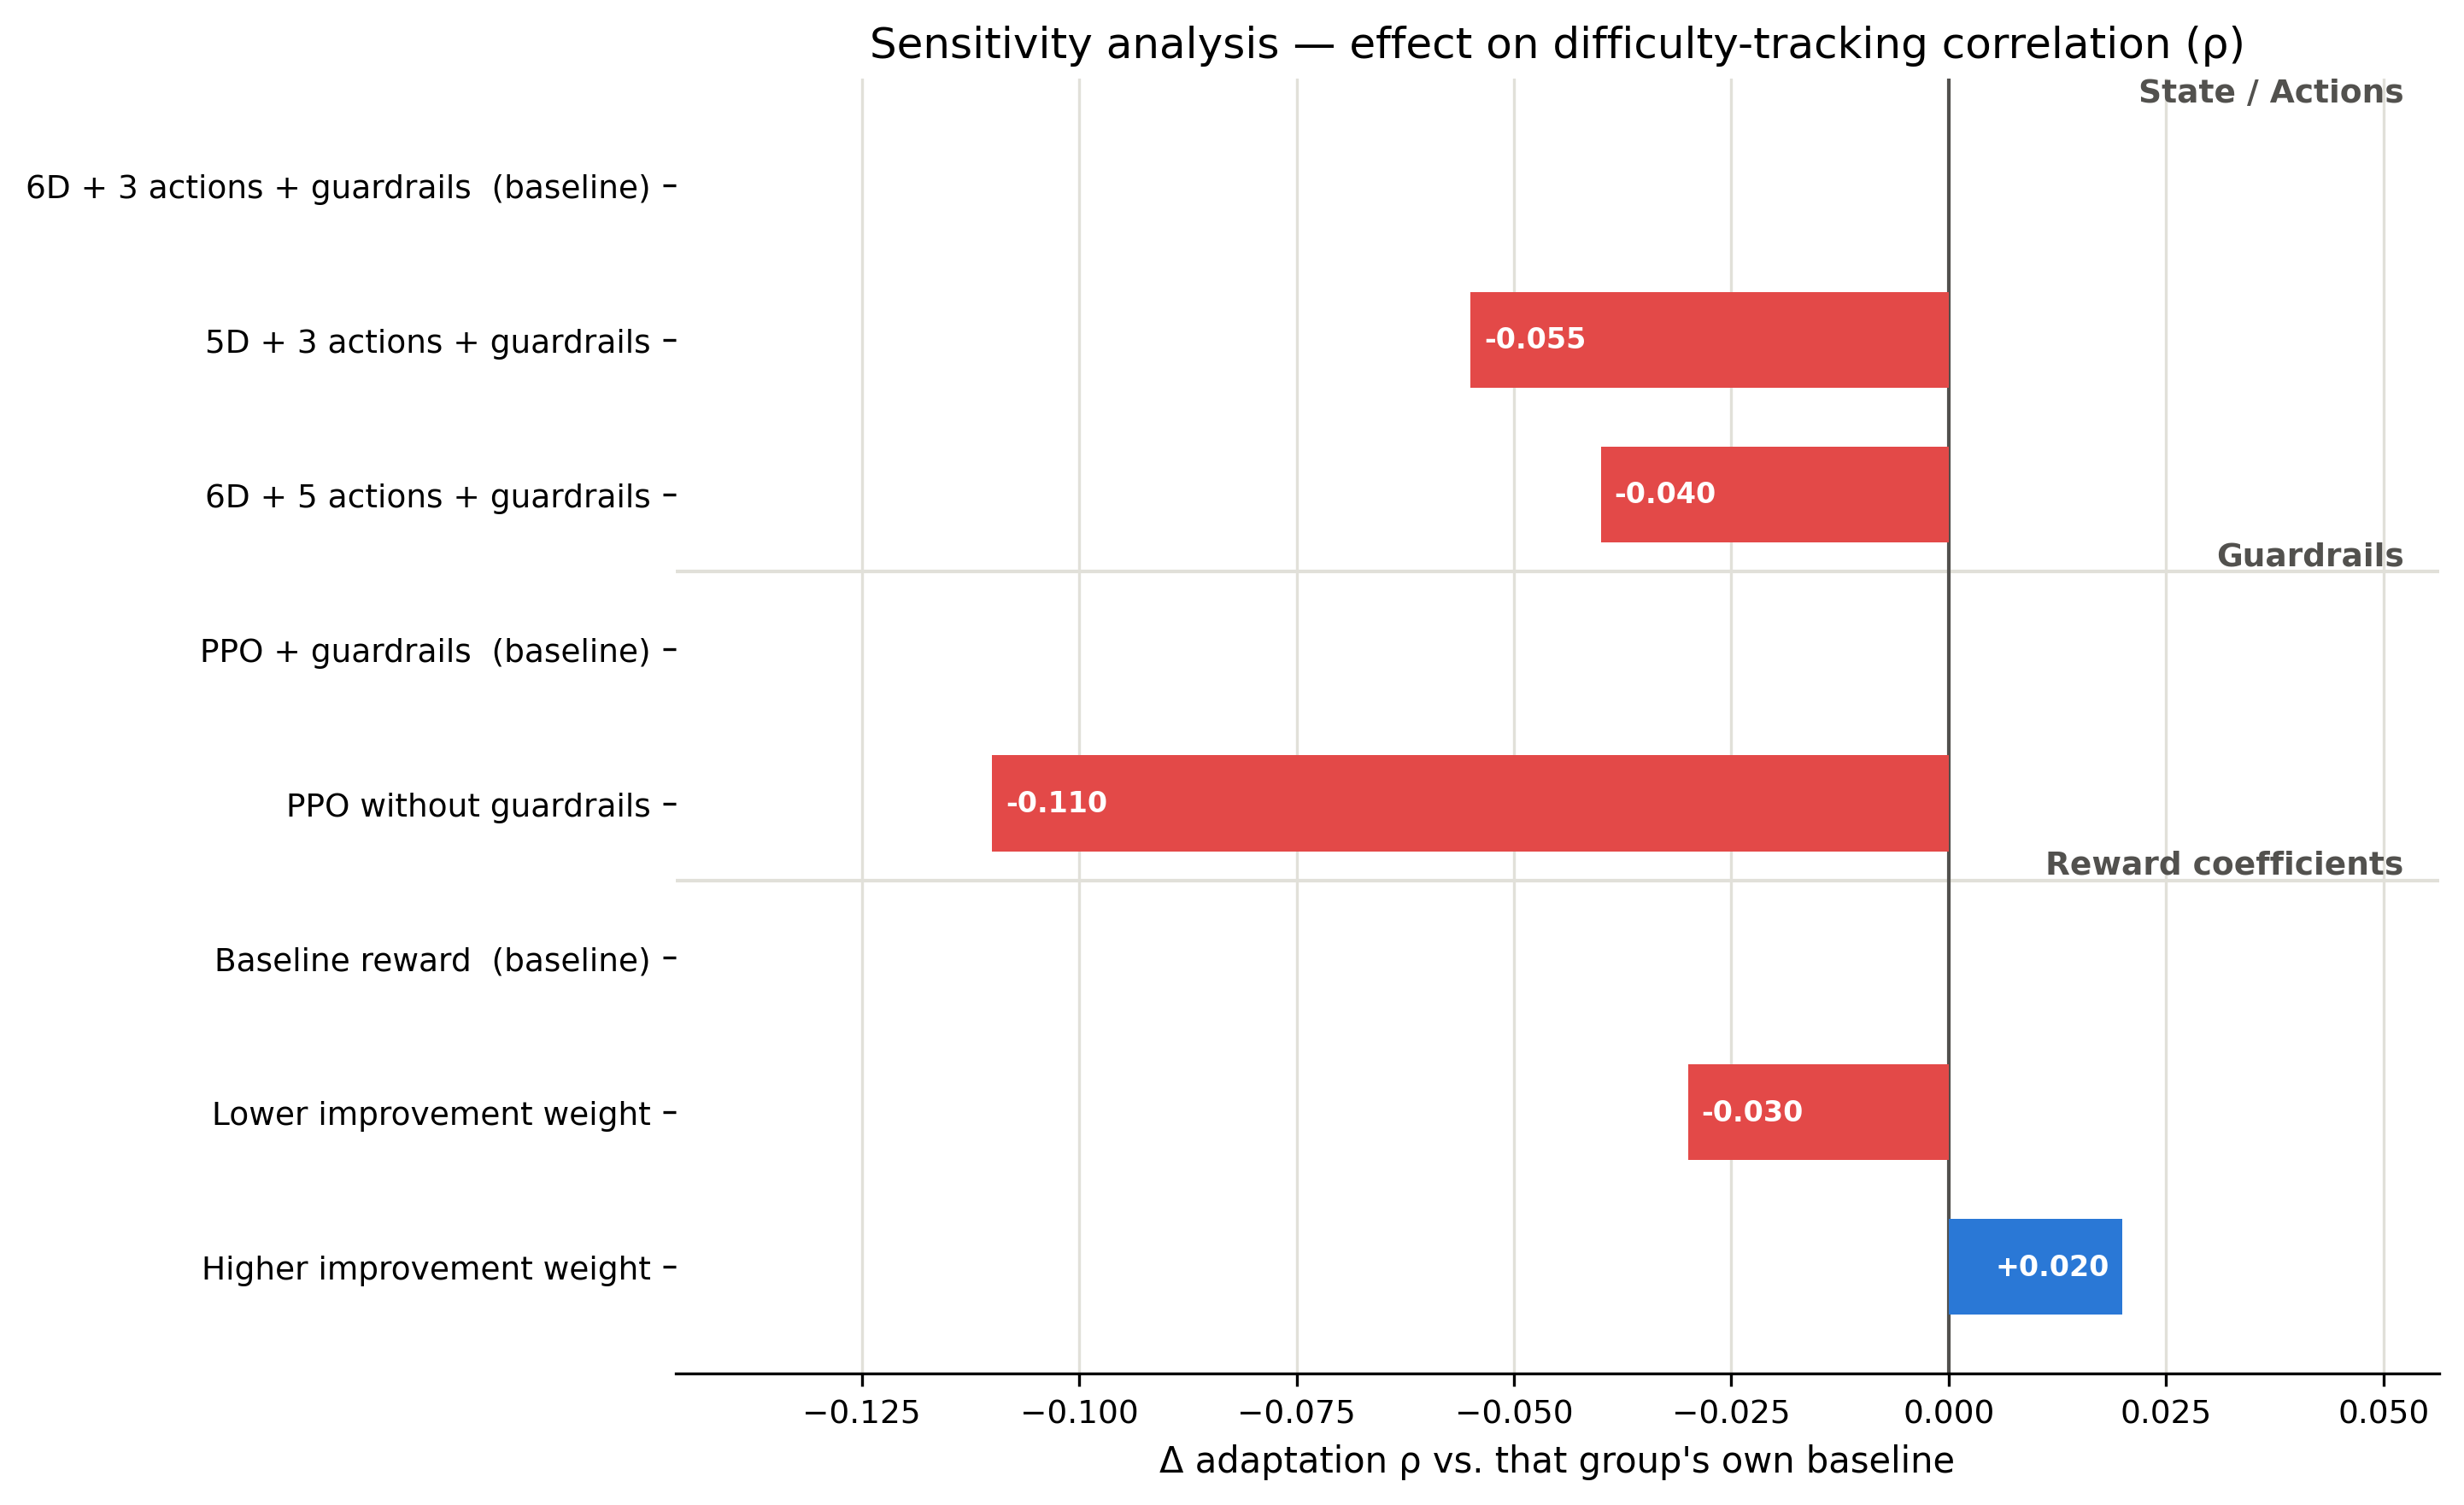 Sensitivity analysis — effect on difficulty-tracking correlation (ρ)
State / Actions
6D + 3 actions + guardrails  (baseline)
5D + 3 actions + guardrails
-0.055
6D + 5 actions + guardrails
-0.040
Guardrails
PPO + guardrails  (baseline)
PPO without guardrails
-0.110
Reward coefficients
Baseline reward  (baseline)
Lower improvement weight
-0.030
Higher improvement weight
+0.020
−0.125
−0.100
−0.075
−0.050
−0.025
0.000
0.025
0.050
Δ adaptation ρ vs. that group's own baseline